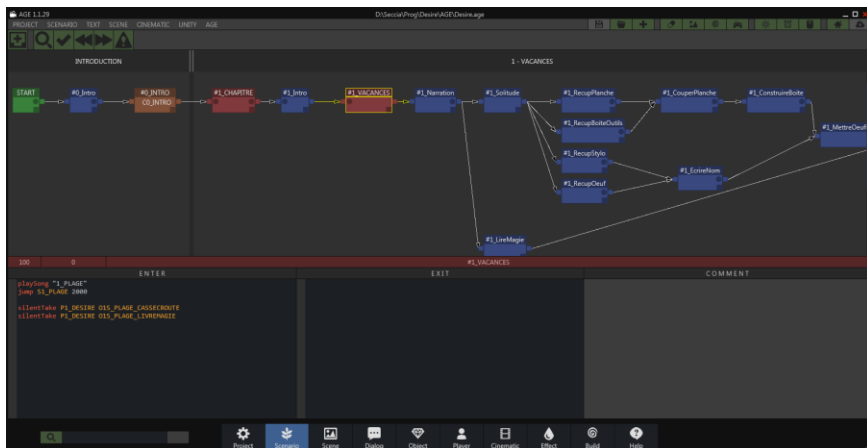 AGE 1.1.29
D:\Seccia\Prog\Desire\AGE\Desire.age
PROJECT SCENARIO TEXT SCENE CINEMATIC UNITY AGE
INTRODUCTION
1 - VACANCES
START
#0_Intro
#0_INTRO
C0_INTRO
#1_CHAPITRE
#1_Intro
#1_VACANCES
#1_Narration
#1_Solitude
#1_RecupPlanche
#1_CouperPlanche
#1_ConstruireBoite
#1_RecupBoiteOutils
#1_MettreOeuf
#1_RecupStylo
#1_EcrireNom
#1_RecupOeuf
#1_LireMagie
100 0 #1_VACANCES
ENTER EXIT COMMENT
playSong "1_PLAGE"
jump S1_PLAGE 2000
silentTake P1_DESIRE O1S_PLAGE_CASSECROUTE
silentTake P1_DESIRE O1S_PLAGE_LIVREMAGIE
Project Scenario Scene Dialog Object Player Cinematic Effect Build Help